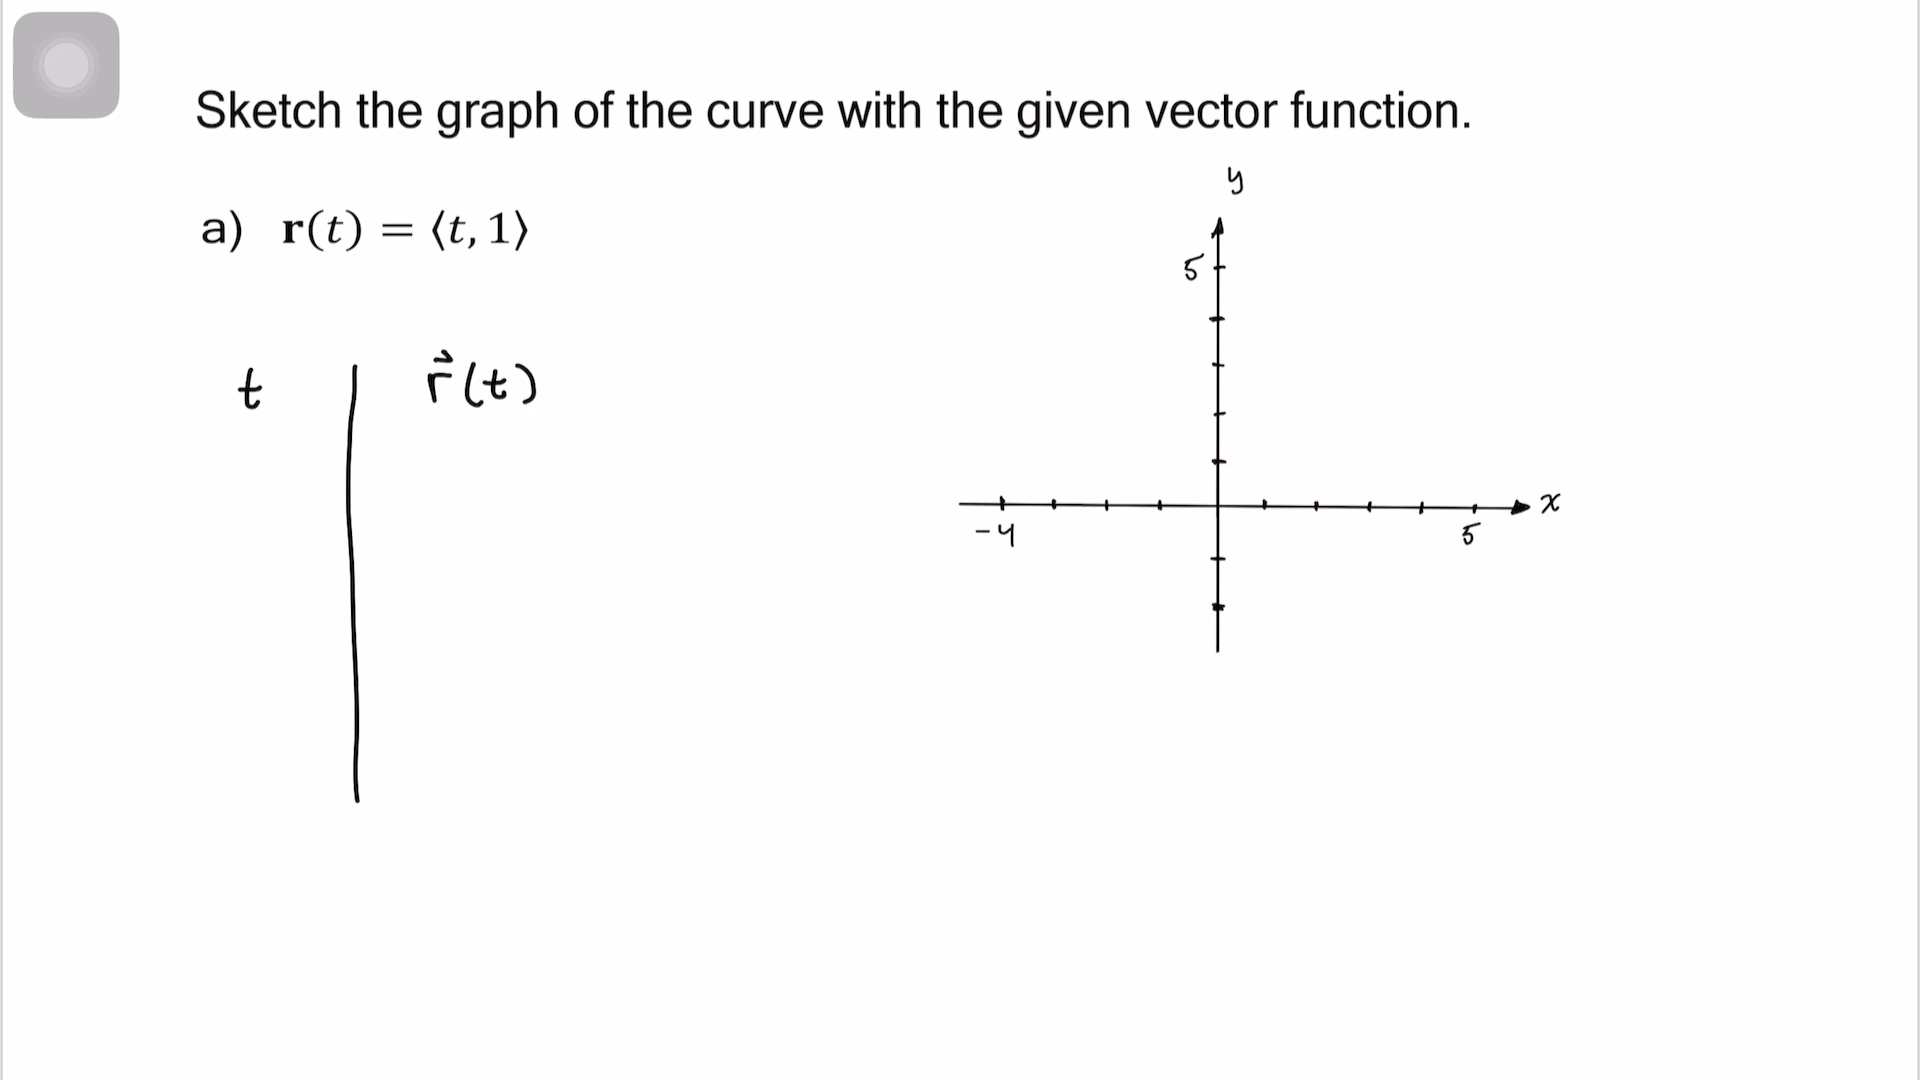 Sketch the graph of the curve with the given vector function.
a) r(t) = ⟨t, 1⟩
y
5
t r⃗(t)
x
-4 5